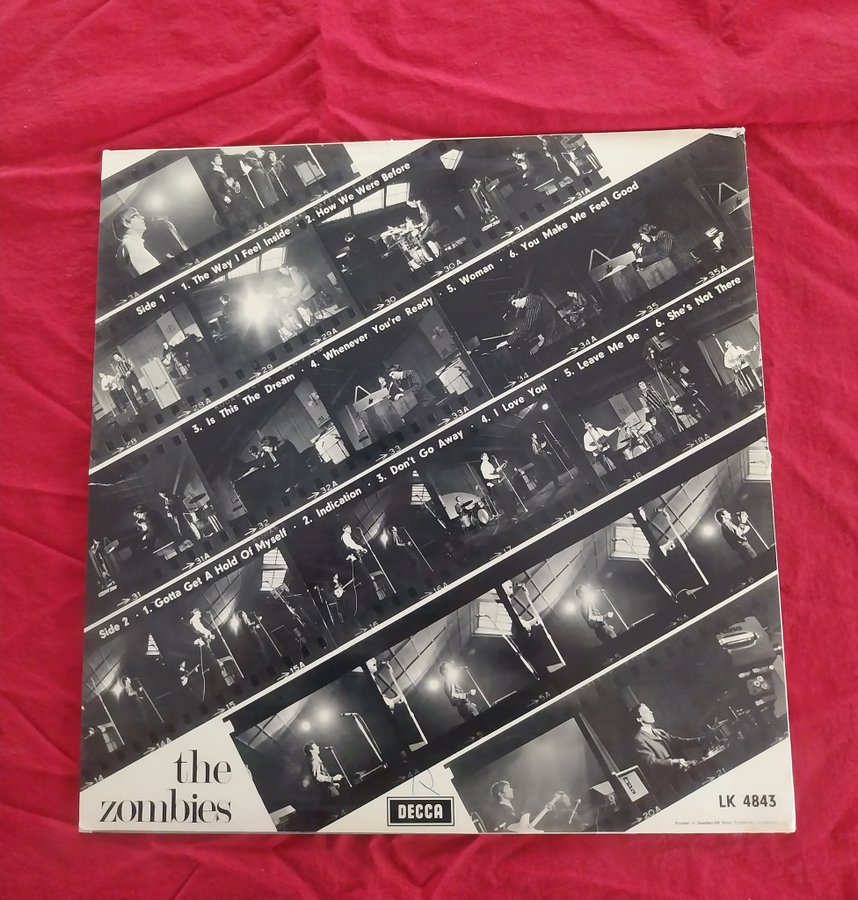 Side 1 · 1. The Way I Feel Inside · 2. How We Were Before
3. Is This The Dream · 4. Whenever You're Ready · 5. Woman · 6. You Make Me Feel Good
Side 2 · 1. Gotta Get A Hold Of Myself · 2. Indication · 3. Don't Go Away · 4. I Love You · 5. Leave Me Be · 6. She's Not There
the
zombies
DECCA
LK 4843